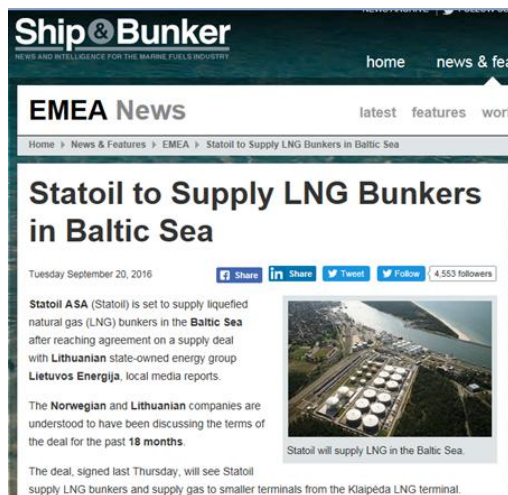 Ship & Bunker
NEWS AND INTELLIGENCE FOR THE MARINE FUELS INDUSTRY
home news & fea
EMEA News
latest features wor
Home News & Features EMEA Statoil to Supply LNG Bunkers in Baltic Sea
Statoil to Supply LNG Bunkers
in Baltic Sea
Tuesday September 20, 2016
Share Share Tweet Follow 4,553 followers
Statoil ASA (Statoil) is set to supply liquefied
natural gas (LNG) bunkers in the Baltic Sea
after reaching agreement on a supply deal
with Lithuanian state-owned energy group
Lietuvos Energija, local media reports.
The Norwegian and Lithuanian companies are
understood to have been discussing the terms of
the deal for the past 18 months.
Statoil will supply LNG in the Baltic Sea.
The deal, signed last Thursday, will see Statoil
supply LNG bunkers and supply gas to smaller terminals from the Klaipėda LNG terminal.